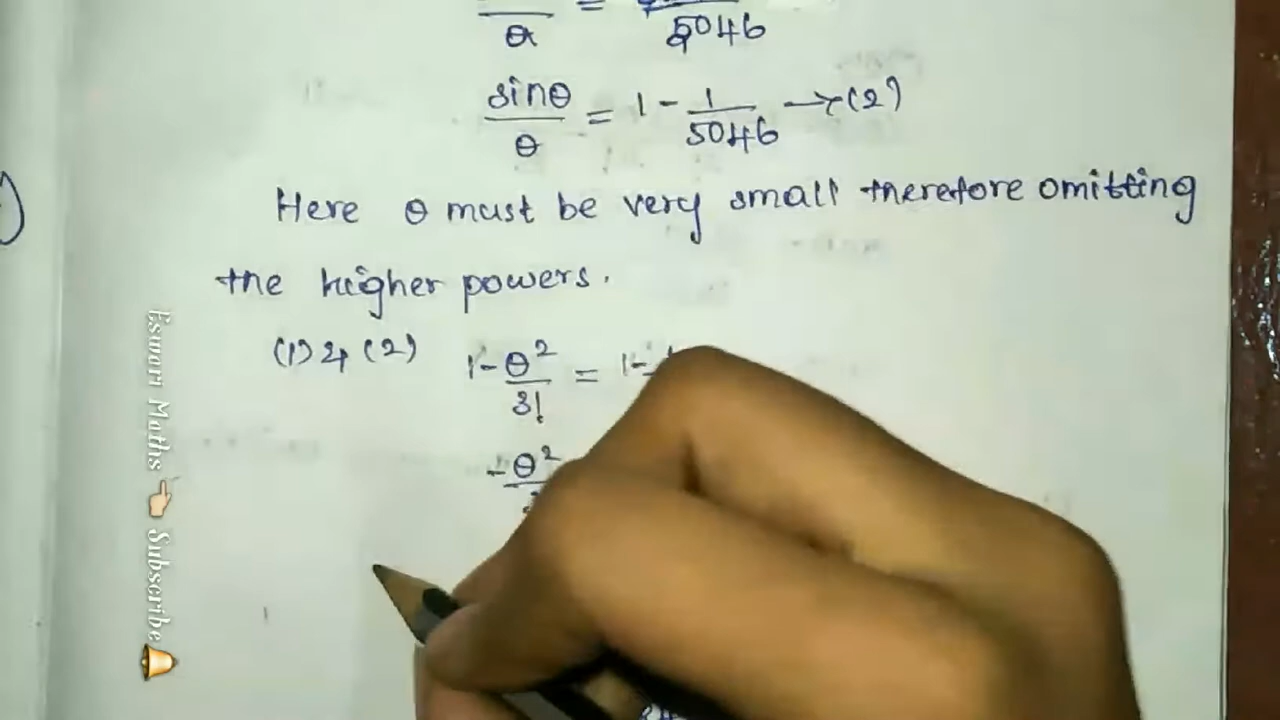 θ = 5046
sinθ/θ = 1 - 1/5046 → (2)
Here θ must be very small therefore omitting
the higher powers.
(1) & (2) 1 - θ²/3! = 1 -
- θ²
Eswari Maths 👈🏻 Subscribe 🔔